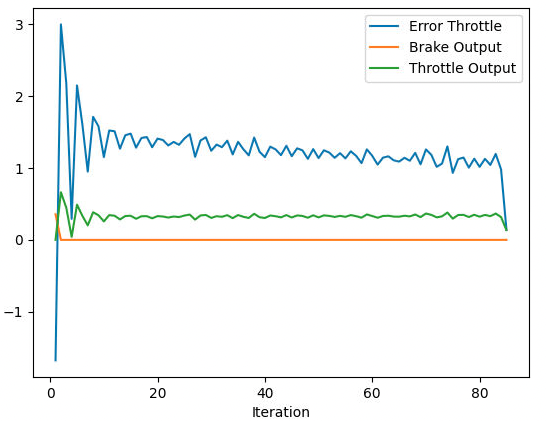 Error Throttle
Brake Output
Throttle Output
3
2
1
0
−1
0 20 40 60 80
Iteration